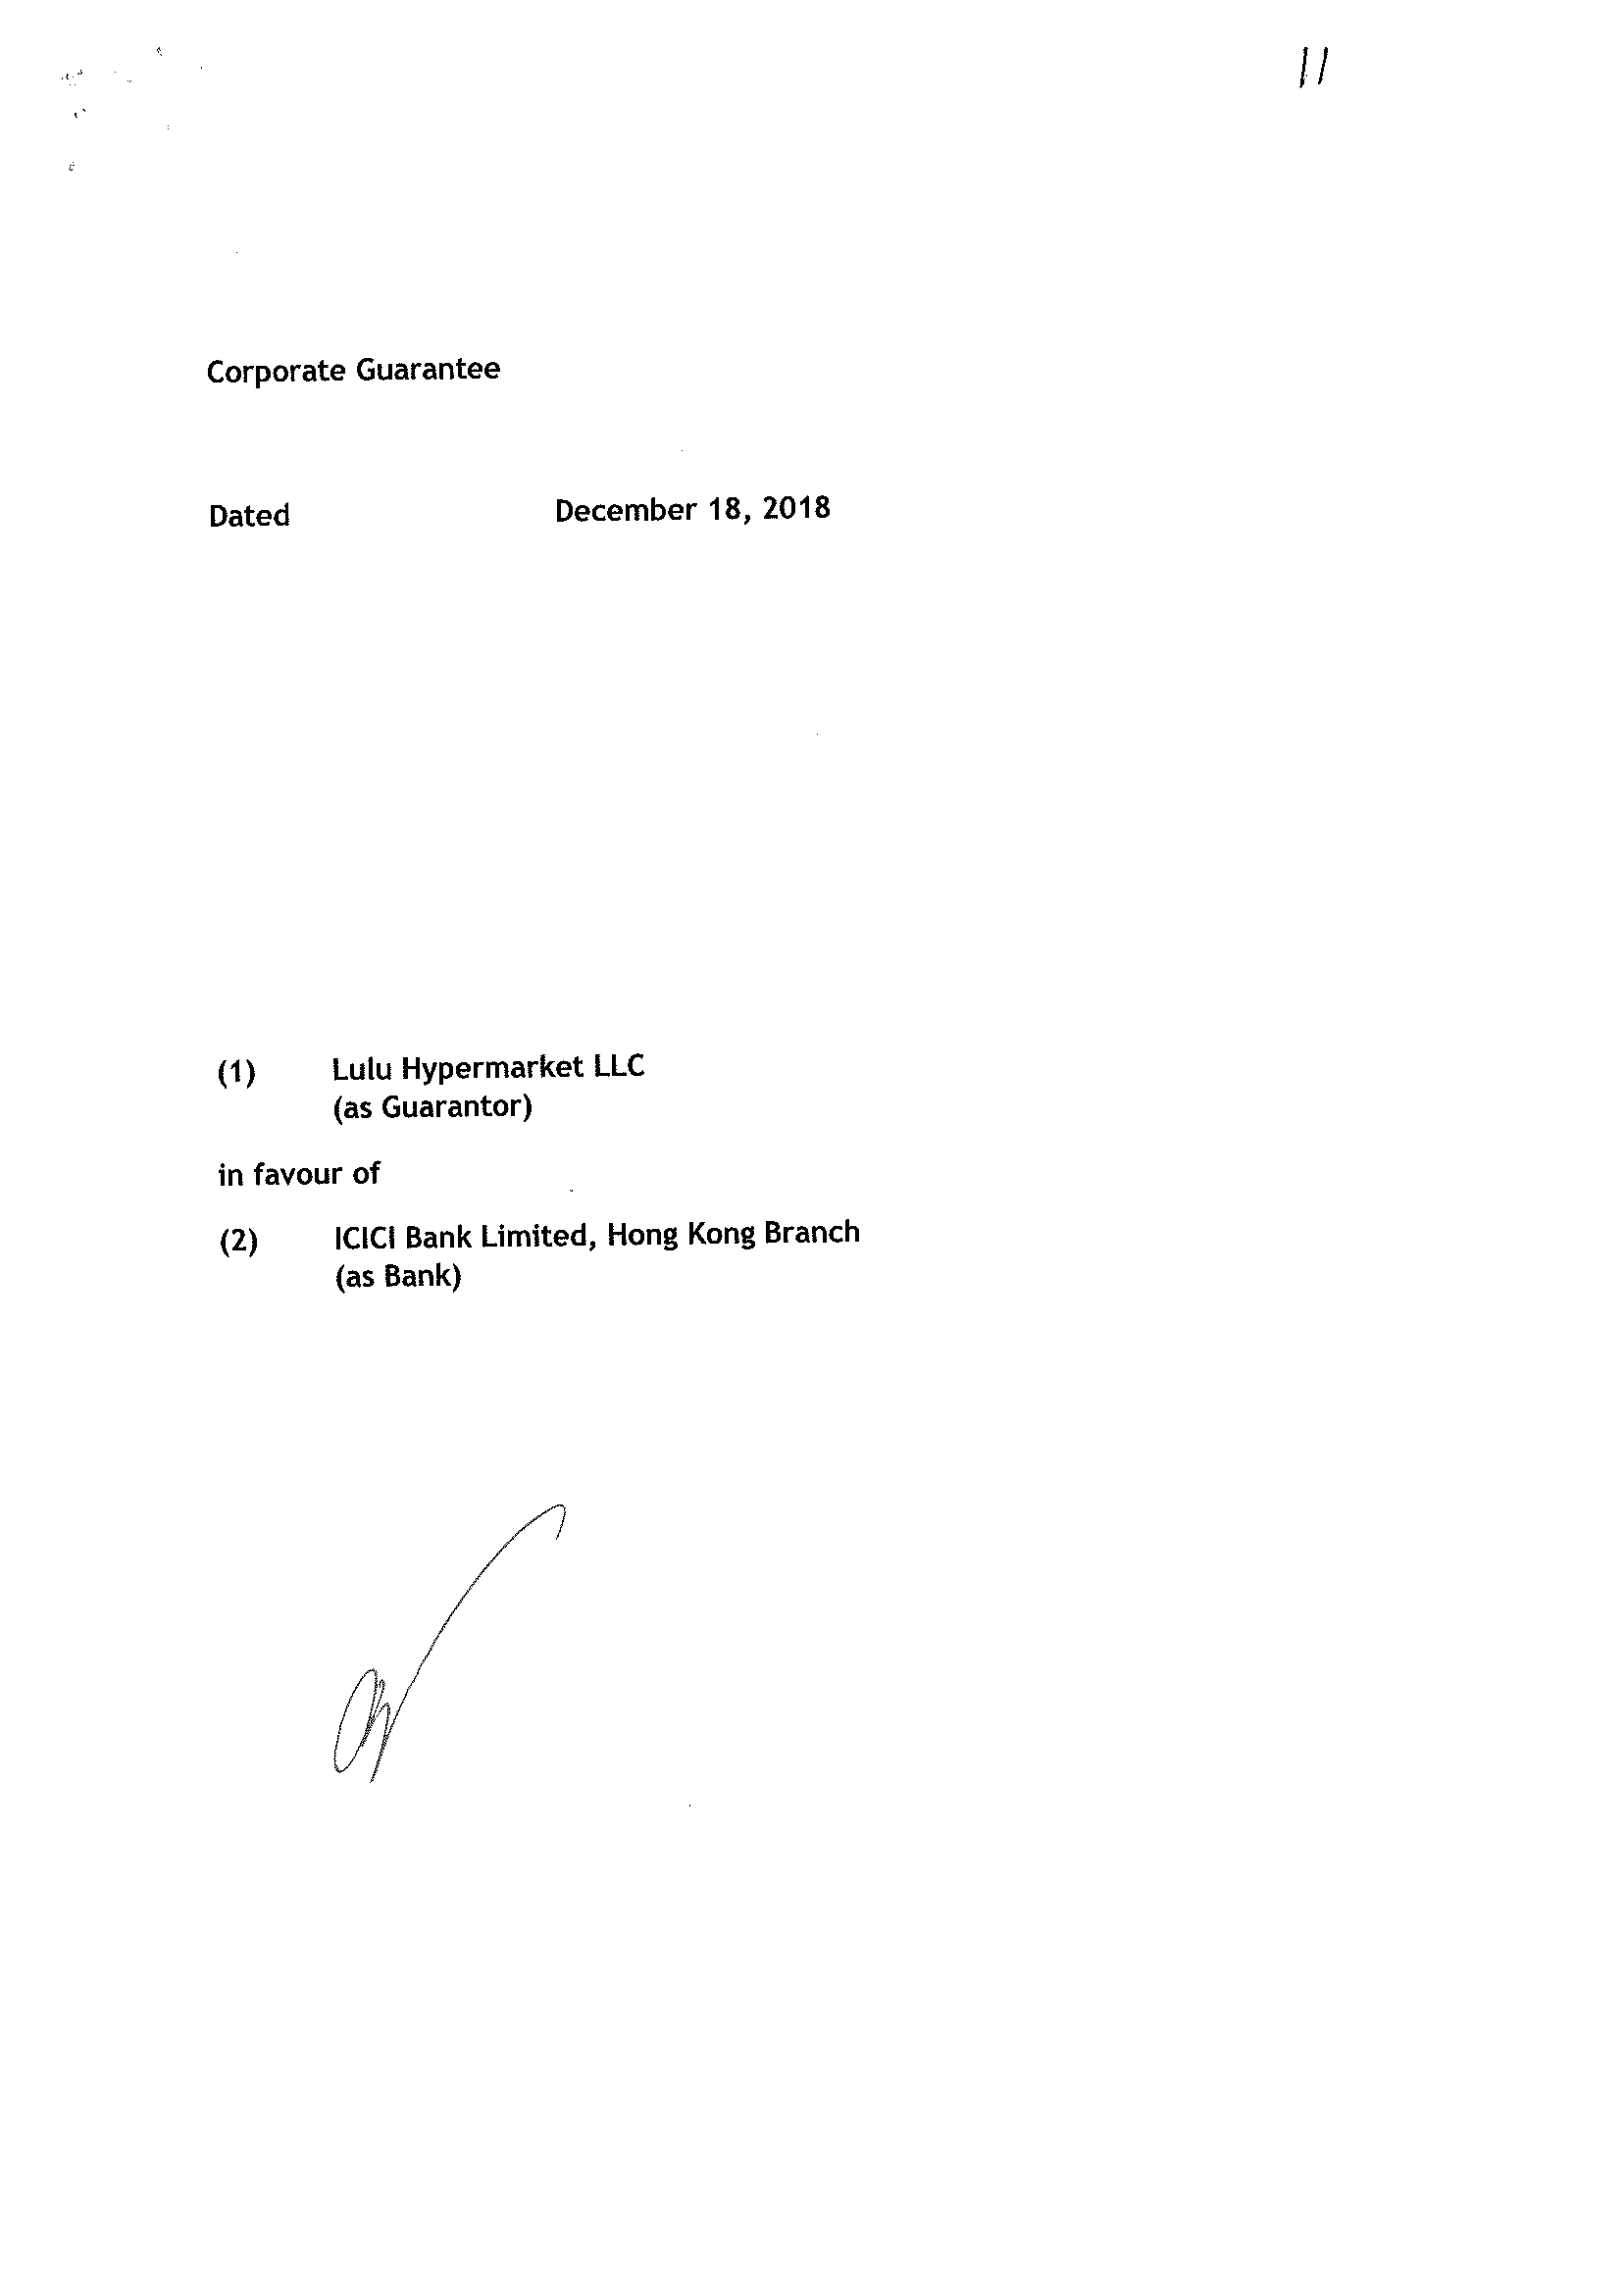 11
Corporate Guarantee
Dated December 18, 2018
(1) Lulu Hypermarket LLC
(as Guarantor)
in favour of
(2) ICICI Bank Limited, Hong Kong Branch
(as Bank)